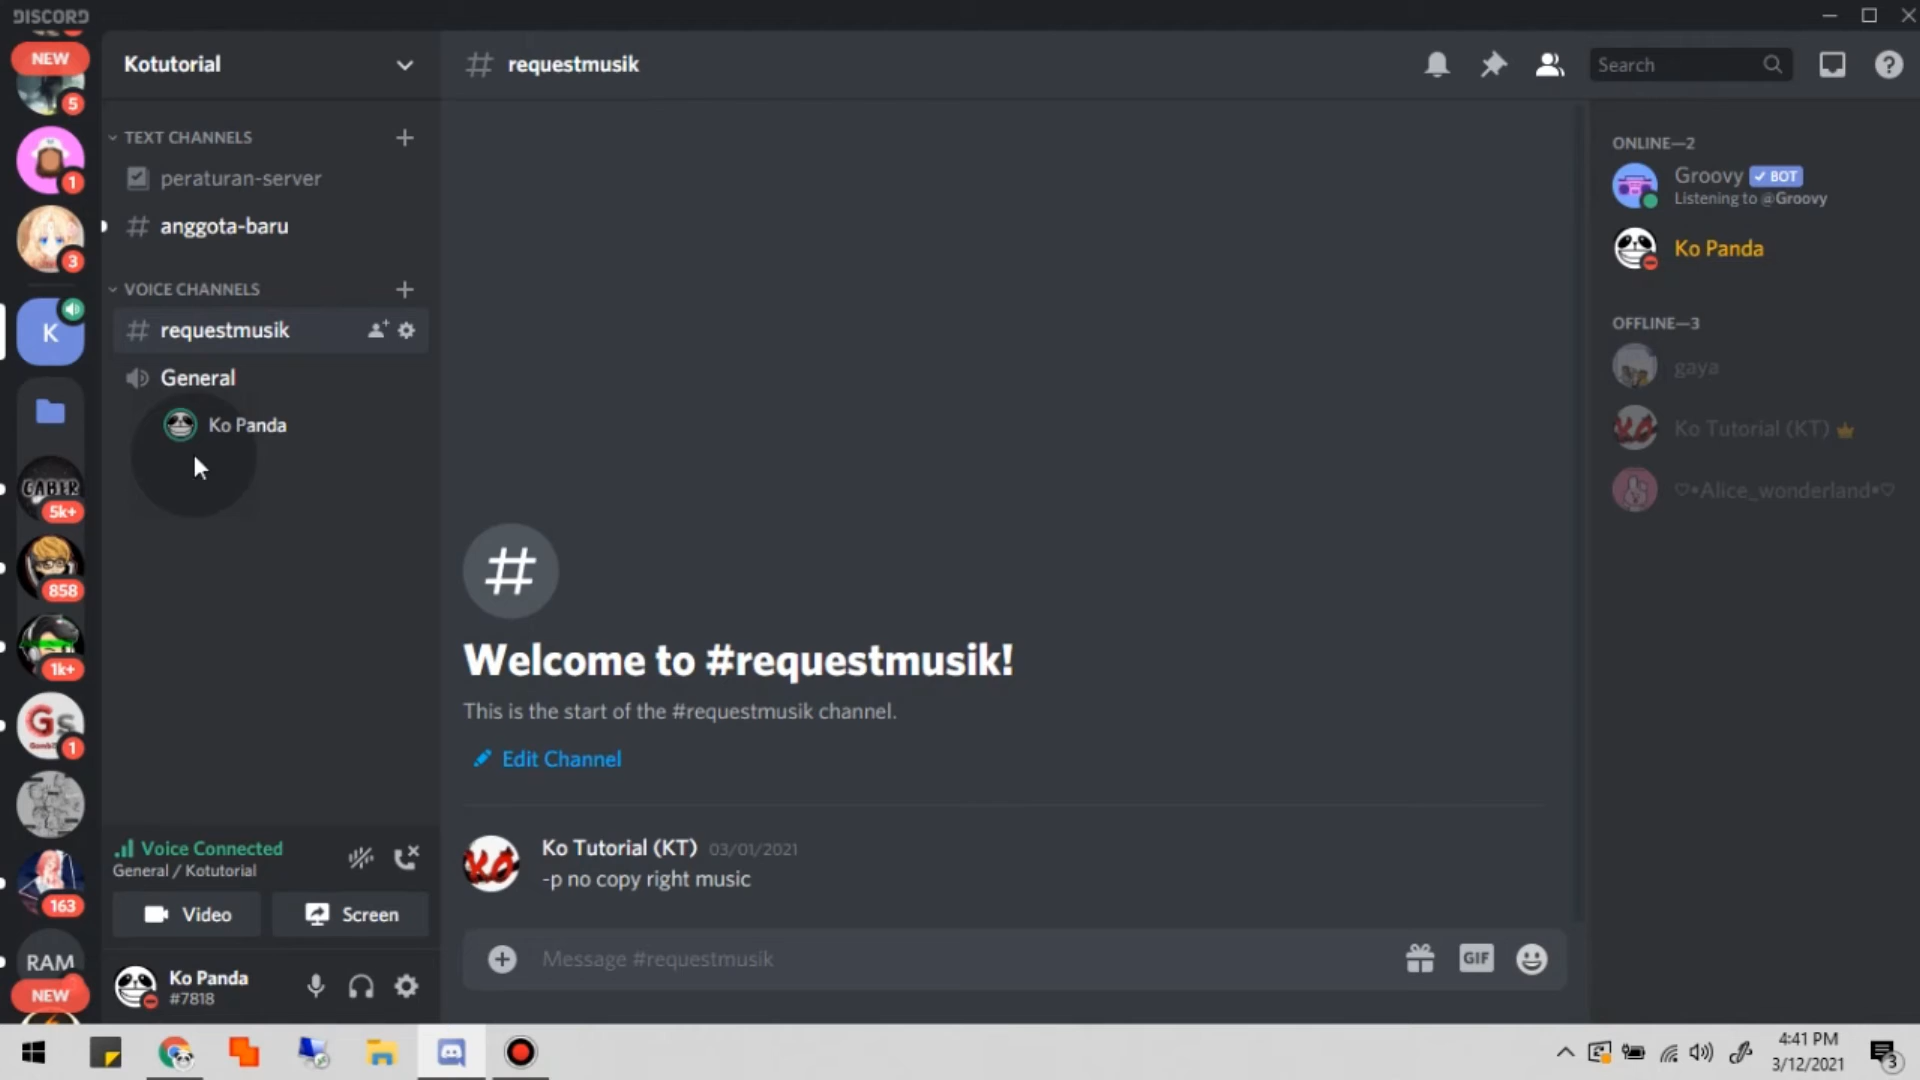 DISCORD
NEW
5
1
3
K
GABER
5k+
858
1k+
Gs
1
163
RAM
NEW
Kotutorial
TEXT CHANNELS
peraturan-server
anggota-baru
VOICE CHANNELS
requestmusik
General
Ko Panda
Voice Connected
General / Kotutorial
Video
Screen
Ko Panda
#7818
# requestmusik
Search
Welcome to #requestmusik!
This is the start of the #requestmusik channel.
Edit Channel
KO
Ko Tutorial (KT) 03/01/2021
-p no copy right music
Message #requestmusik
GIF
ONLINE—2
Groovy ✓ BOT
Listening to @Groovy
Ko Panda
OFFLINE—3
gaya
Ko Tutorial (KT)
♡•Alice_wonderland•♡
4:41 PM
3/12/2021
3